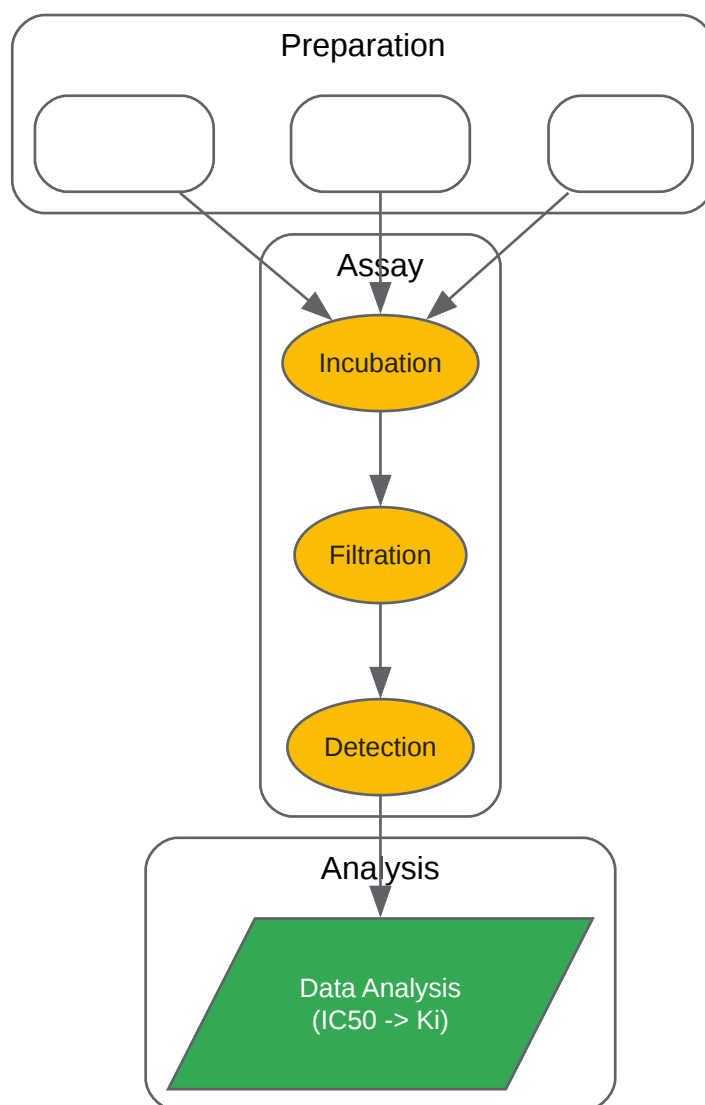 Preparation
Assay
Incubation
Filtration
Detection
Analysis
Data Analysis
(IC50 -> Ki)